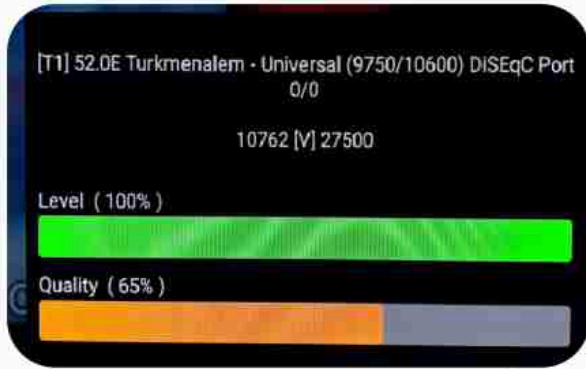 [T1] 52.0E Turkmenalem - Universal (9750/10600) DiSEqC Port
0/0
10762 [V] 27500
Level ( 100% )
Quality ( 65% )